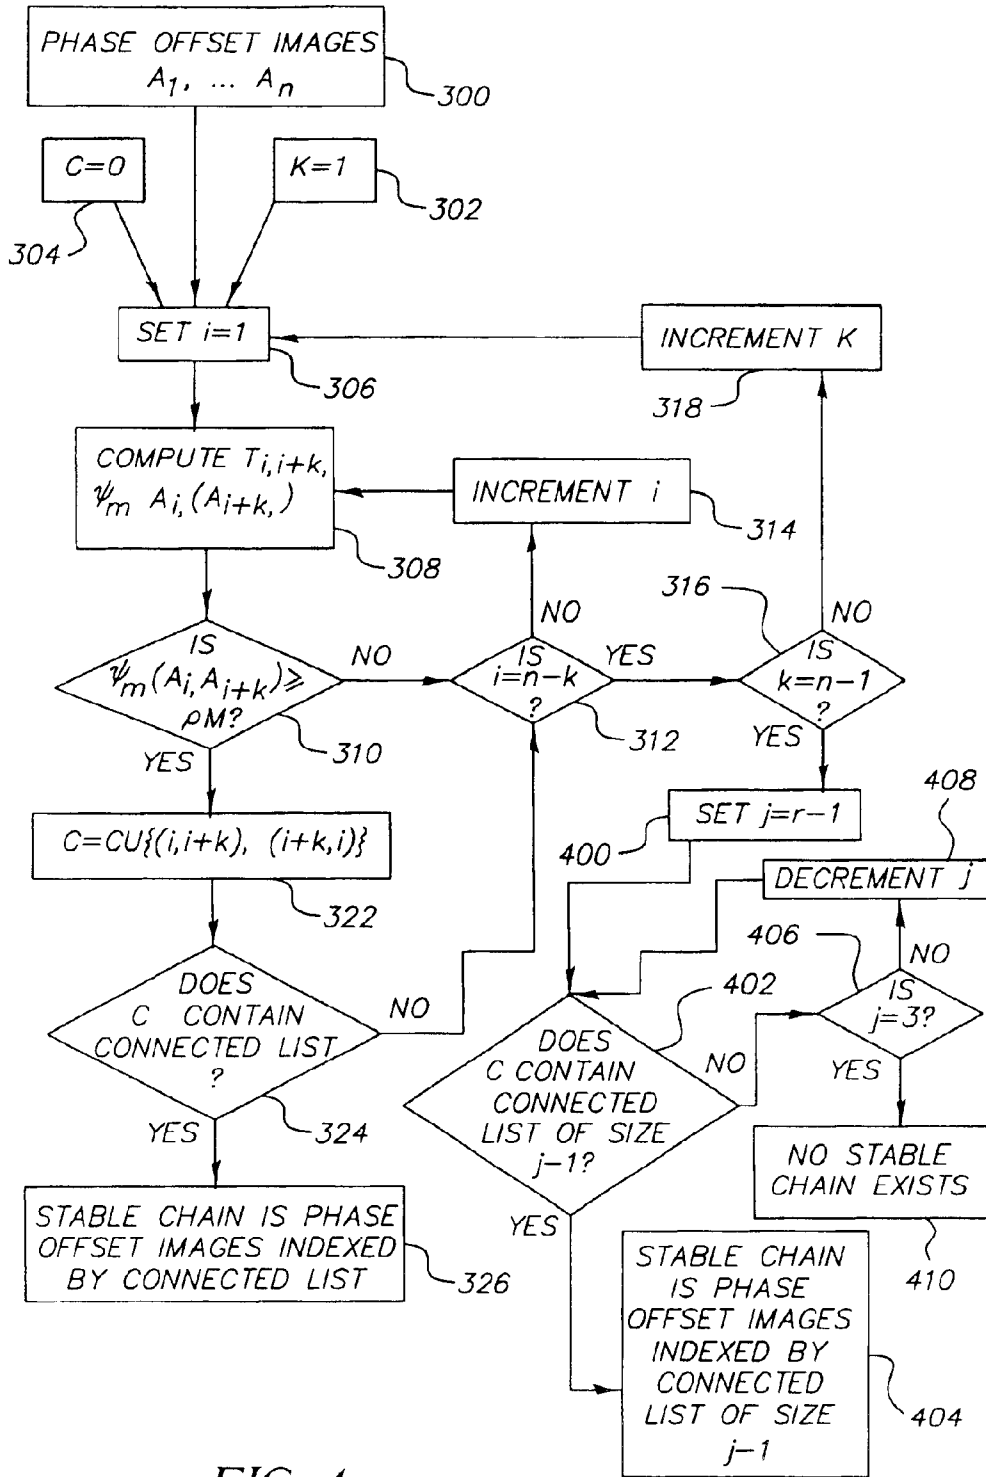 PHASE OFFSET IMAGES
A1, ... An
300
C=0
K=1
302
304
SET i=1
306
INCREMENT K
318
COMPUTE Ti,i+k,
ψm Ai,(Ai+k,)
308
INCREMENT i
314
316
IS
ψm(Ai,Ai+k)≥
ρM?
310
NO
YES
IS
i=n-k
?
312
NO
YES
IS
k=n-1
?
NO
YES
C=CU{(i,i+k), (i+k,i)}
322
SET j=r-1
400
408
DECREMENT j
406
NO
IS
j=3?
YES
DOES
C CONTAIN
CONNECTED LIST
?
NO
324
YES
402
DOES
C CONTAIN
CONNECTED
LIST OF SIZE
j-1?
NO
YES
NO STABLE
CHAIN EXISTS
410
STABLE CHAIN IS PHASE
OFFSET IMAGES INDEXED
BY CONNECTED LIST
326
STABLE CHAIN
IS PHASE
OFFSET IMAGES
INDEXED BY
CONNECTED
LIST OF SIZE
j-1
404